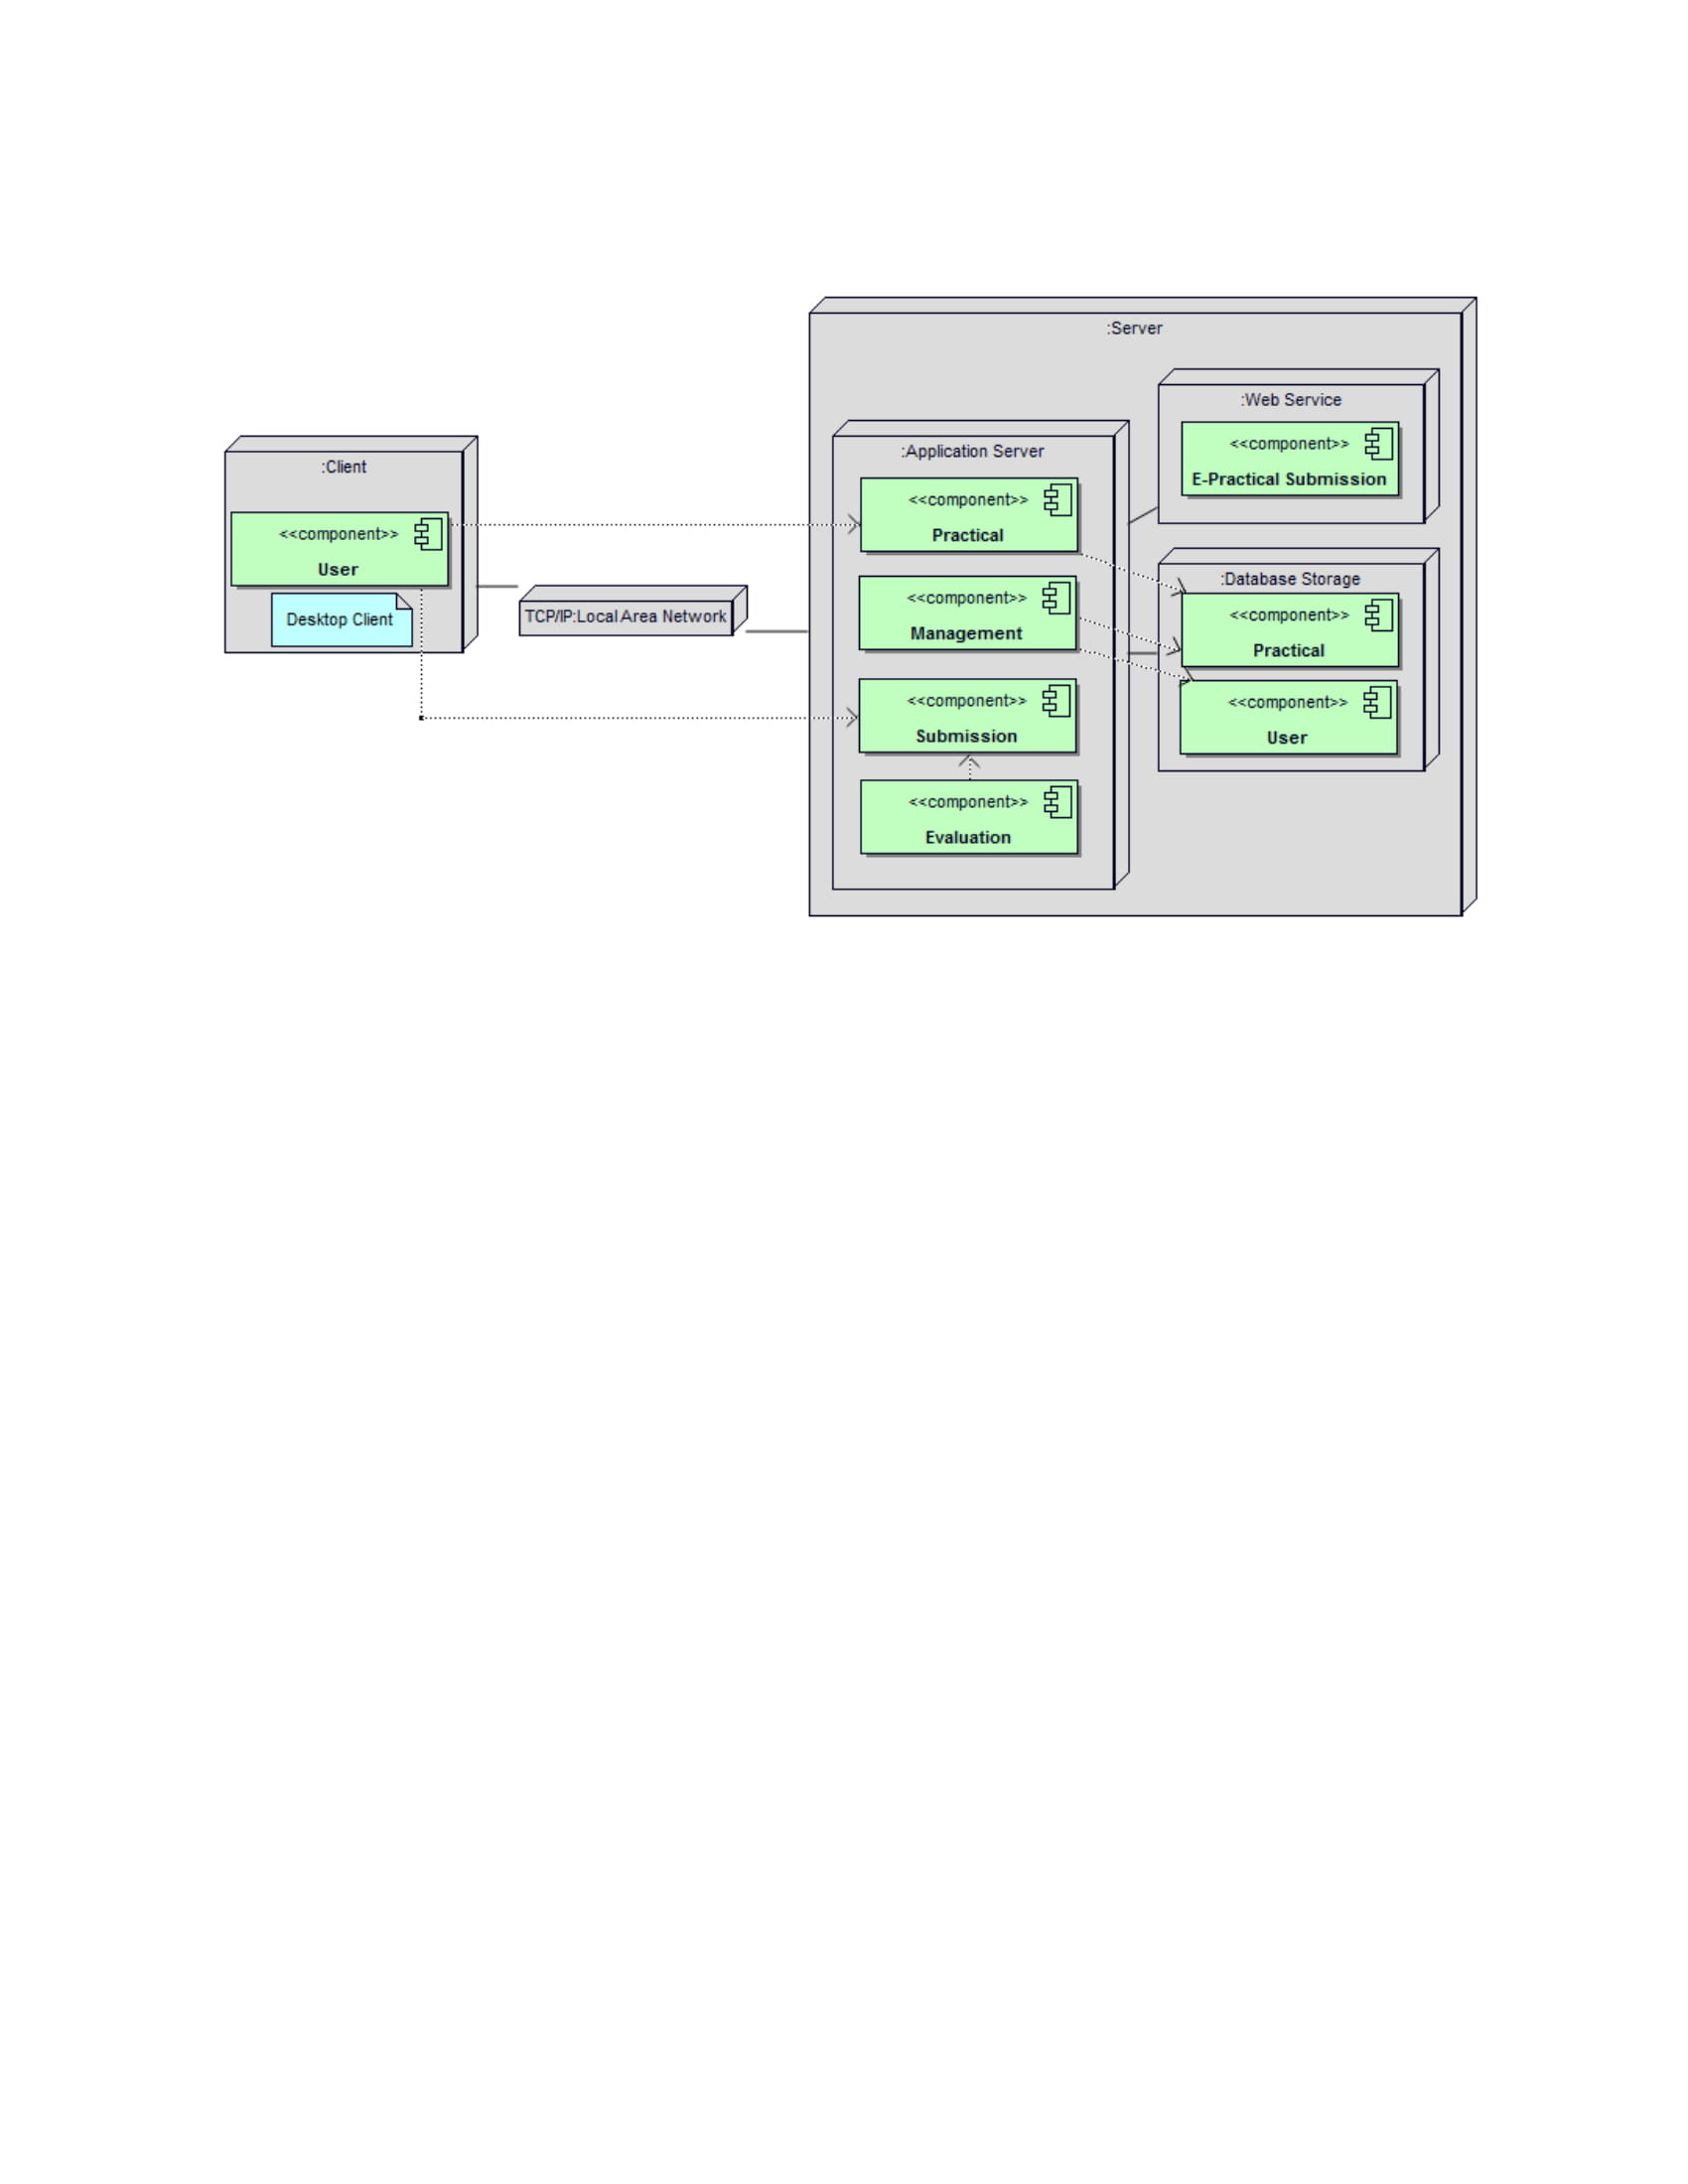 :Server
:Web Service
<<component>>
E-Practical Submission
:Client
<<component>>
User
Desktop Client
TCP/IP:Local Area Network
:Application Server
<<component>>
Practical
<<component>>
Management
<<component>>
Submission
<<component>>
Evaluation
:Database Storage
<<component>>
Practical
<<component>>
User